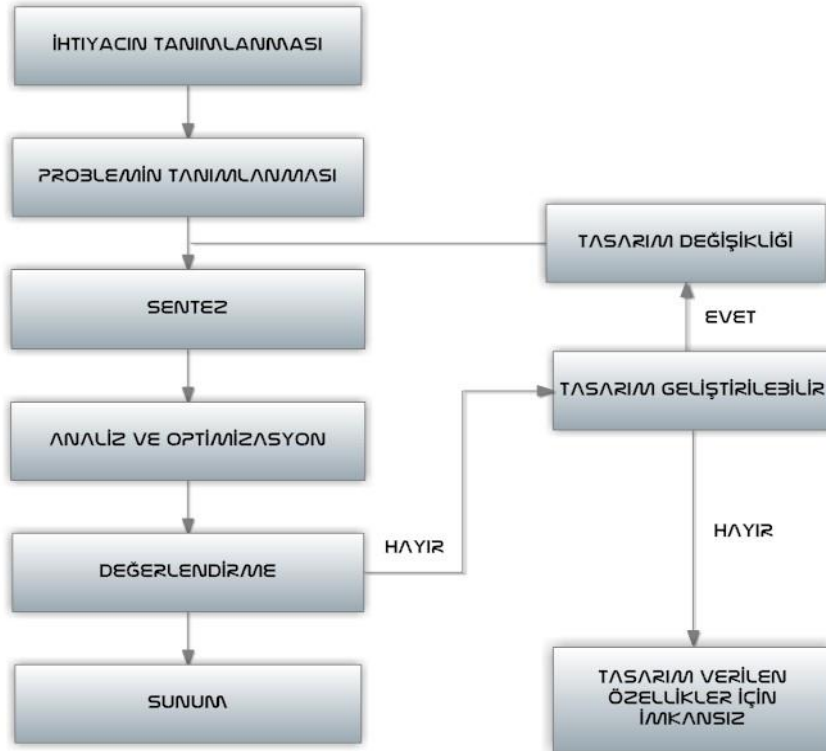 İHTIYACIN TANIMLANMASI
PROBLEMİN TANIMLANMASI
TASARIM DEĞİŞİKLİĞİ
SENTEZ
EVET
TASARIM GELİŞTİRİLEBİLİR
ANALİZ VE OPTİMİZASYON
HAYIR
HAYIR
DEĞERLENDİRME
SUNUM
TASARIM VERİLEN
ÖZELLİKLER İÇİN
İMKANSIZ